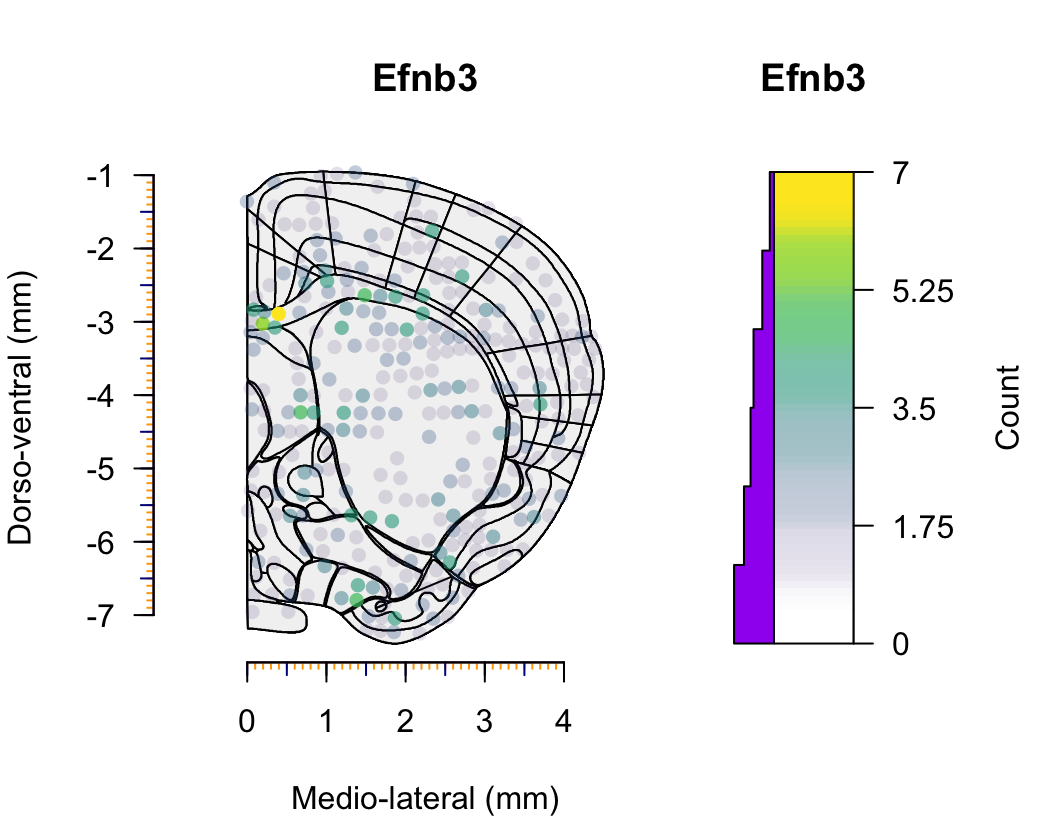 Efnb3
Efnb3
-1
-2
-3
-4
-5
-6
-7
Dorso-ventral (mm)
0 1 2 3 4
Medio-lateral (mm)
7
5.25
3.5
1.75
0
Count